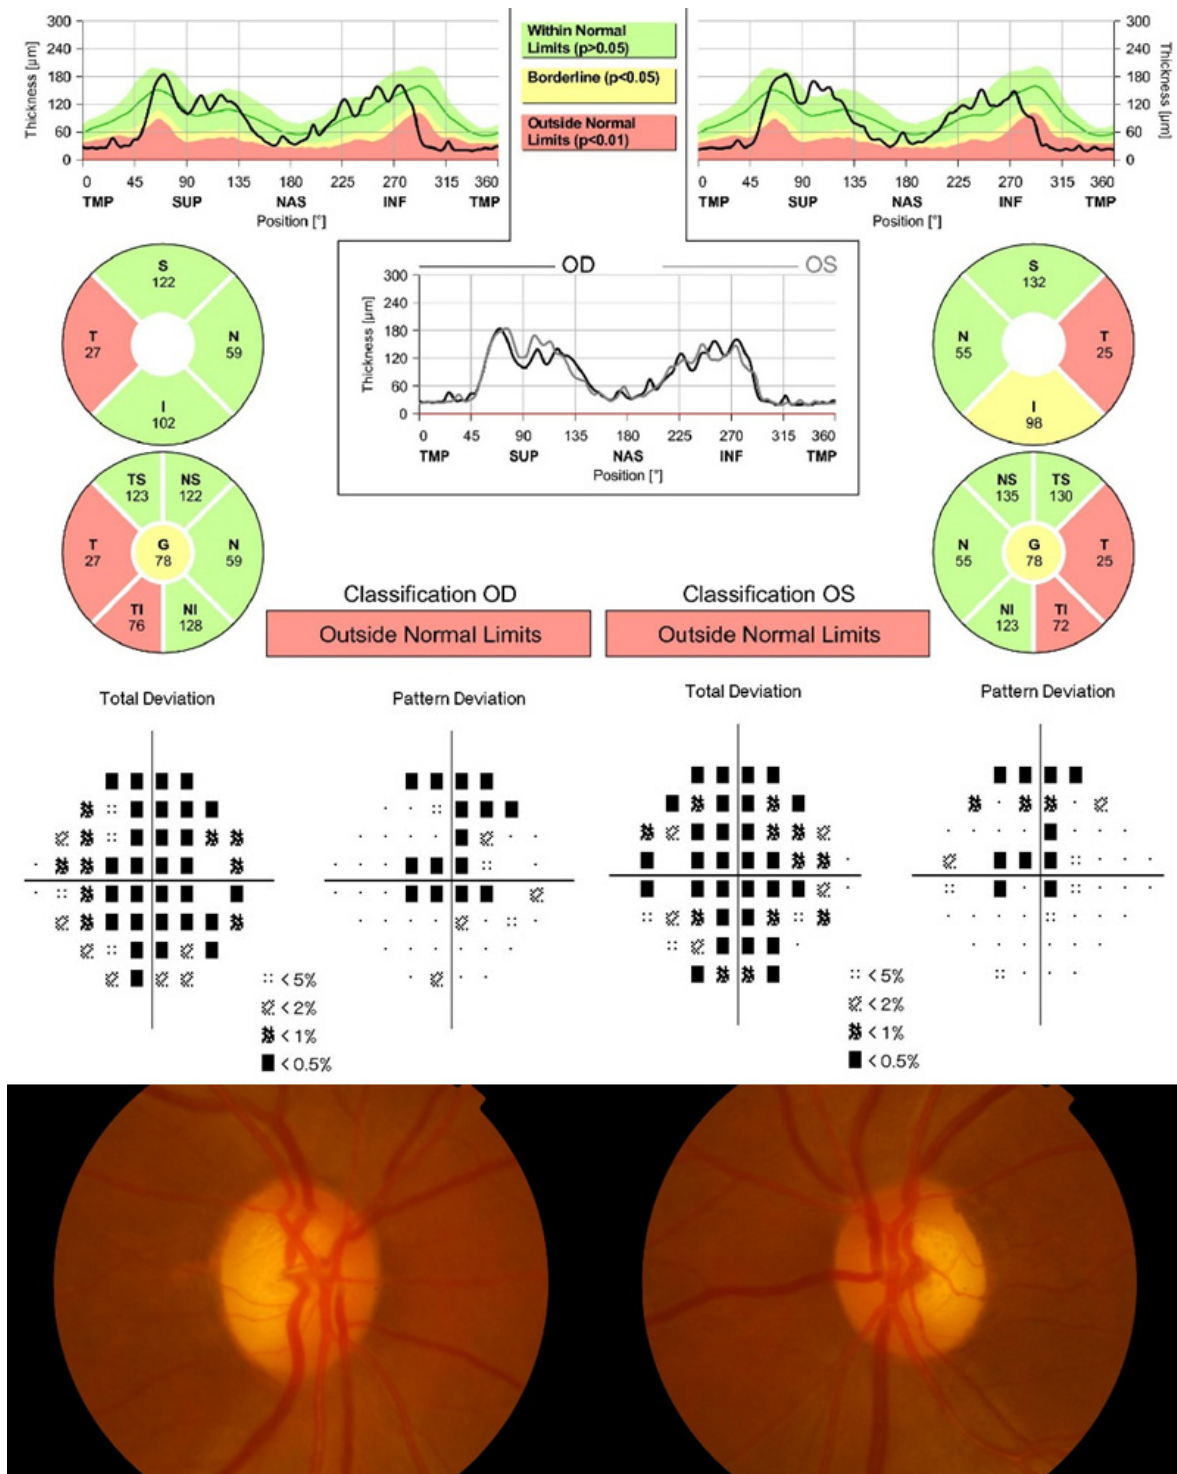 300
240
180
120
60
0
Thickness [µm]
0 45 90 135 180 225 270 315 360
TMP SUP NAS INF TMP
Position [°]
Within Normal
Limits (p>0.05)
Borderline (p<0.05)
Outside Normal
Limits (p<0.01)
300
240
180
120
60
0
Thickness [µm]
0 45 90 135 180 225 270 315 360
TMP SUP NAS INF TMP
Position [°]
S
122
T
27
N
59
I
102
OD
OS
300
240
180
120
60
0
Thickness [µm]
0 45 90 135 180 225 270 315 360
TMP SUP NAS INF TMP
Position [°]
S
132
N
55
T
25
I
98
TS
123
NS
122
T
27
G
78
N
59
TI
76
NI
128
NS
135
TS
130
N
55
G
78
T
25
NI
123
TI
72
Classification OD
Outside Normal Limits
Classification OS
Outside Normal Limits
Total Deviation
Pattern Deviation
Total Deviation
Pattern Deviation
< 5%
< 2%
< 1%
< 0.5%
< 5%
< 2%
< 1%
< 0.5%